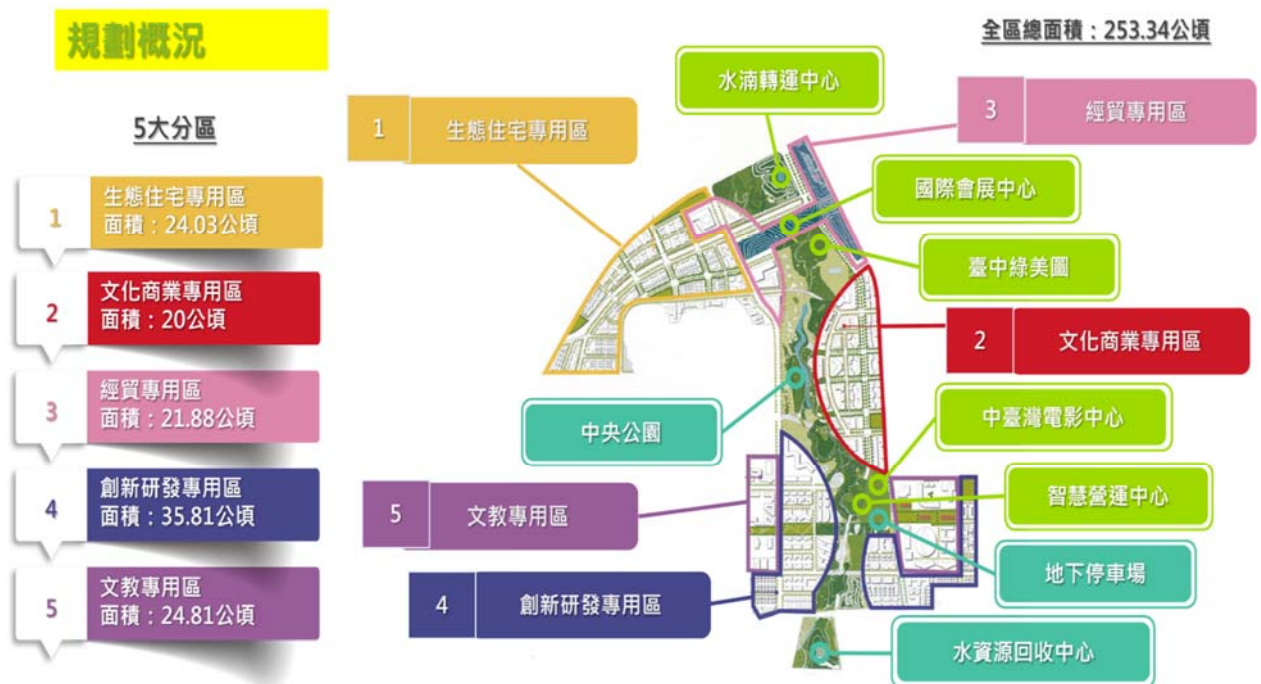 規劃概況
全區總面積：253.34公頃
5大分區
1
生態住宅專用區
面積：24.03公頃
2
文化商業專用區
面積：20公頃
3
經貿專用區
面積：21.88公頃
4
創新研發專用區
面積：35.81公頃
5
文教專用區
面積：24.81公頃
水湳轉運中心
1 生態住宅專用區
3 經貿專用區
國際會展中心
臺中綠美圖
2 文化商業專用區
中央公園
中臺灣電影中心
5 文教專用區
智慧營運中心
地下停車場
4 創新研發專用區
水資源回收中心